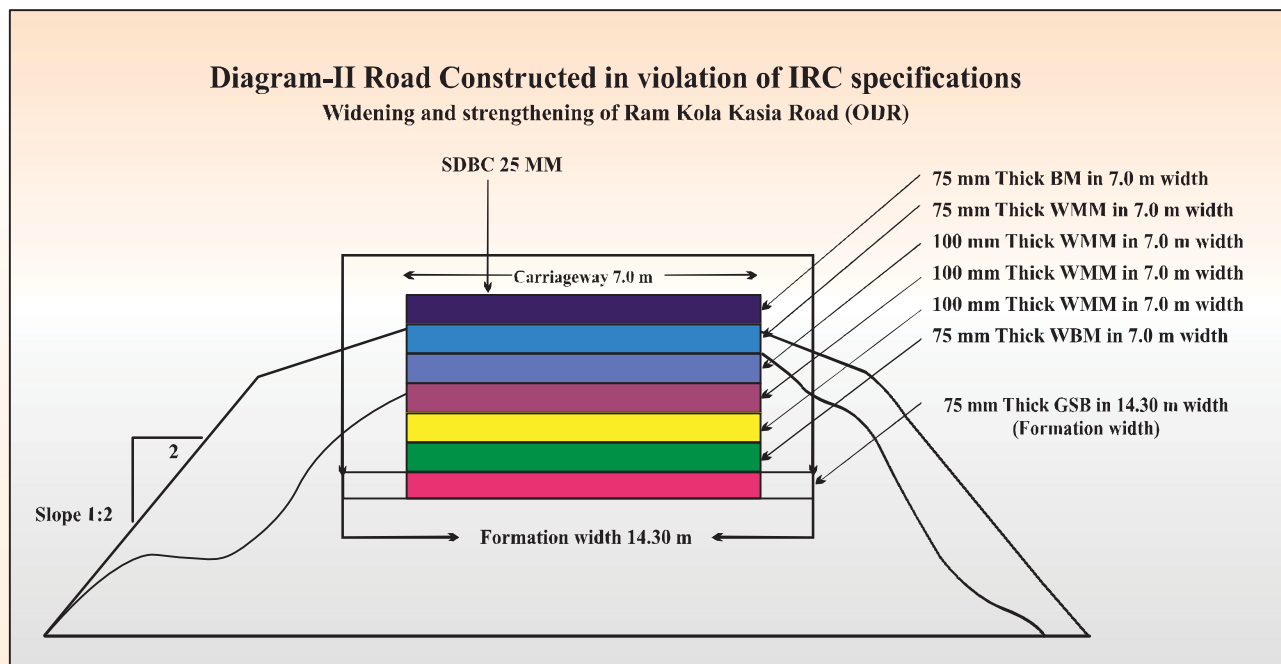 Diagram-II Road Constructed in violation of IRC specifications
Widening and strengthening of Ram Kola Kasia Road (ODR)
SDBC 25 MM
75 mm Thick BM in 7.0 m width
75 mm Thick WMM in 7.0 m width
100 mm Thick WMM in 7.0 m width
100 mm Thick WMM in 7.0 m width
100 mm Thick WMM in 7.0 m width
75 mm Thick WBM in 7.0 m width
Carriageway 7.0 m
75 mm Thick GSB in 14.30 m width
(Formation width)
2
Slope 1:2
Formation width 14.30 m